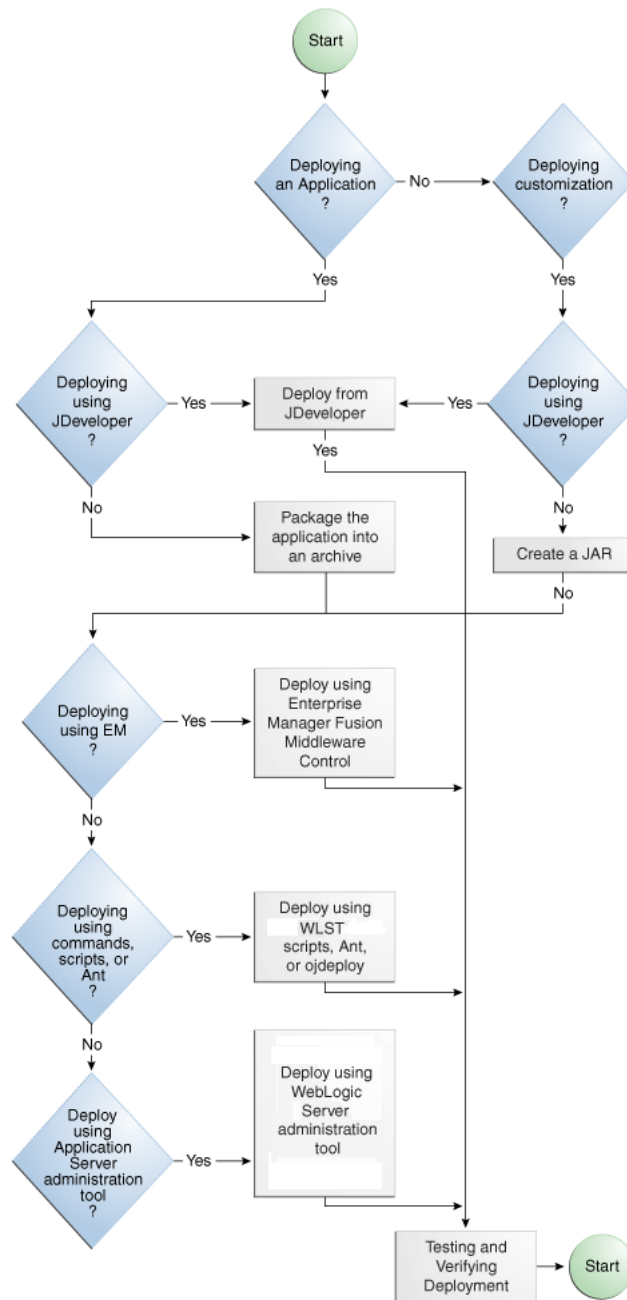 Start
Deploying
an Application
?
No
Deploying
customization
?
Yes
Yes
Deploying
using
JDeveloper
?
Yes
Deploy from
JDeveloper
Yes
Deploying
using
JDeveloper
?
Yes
No
Package the
application into
an archive
No
Create a JAR
No
Deploying
using EM
?
Yes
Deploy using
Enterprise
Manager Fusion
Middleware
Control
No
Deploying
using
commands,
scripts, or
Ant
?
Yes
Deploy using
WLST
scripts, Ant,
or ojdeploy
No
Deploy
using
Application
Server
administration
tool
?
Yes
Deploy using
WebLogic
Server
administration
tool
Testing and
Verifying
Deployment
Start